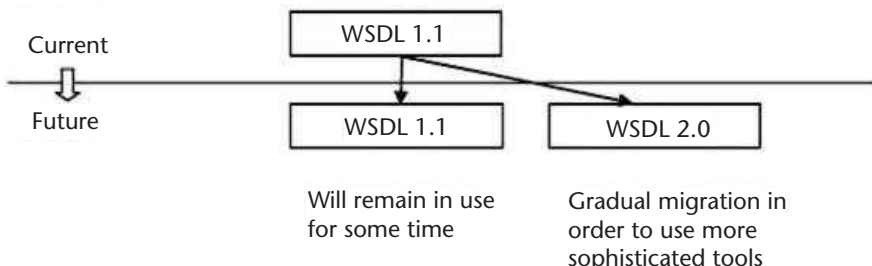 WSDL 1.1
Current
Future
WSDL 1.1
WSDL 2.0
Will remain in use
for some time
Gradual migration in
order to use more
sophisticated tools